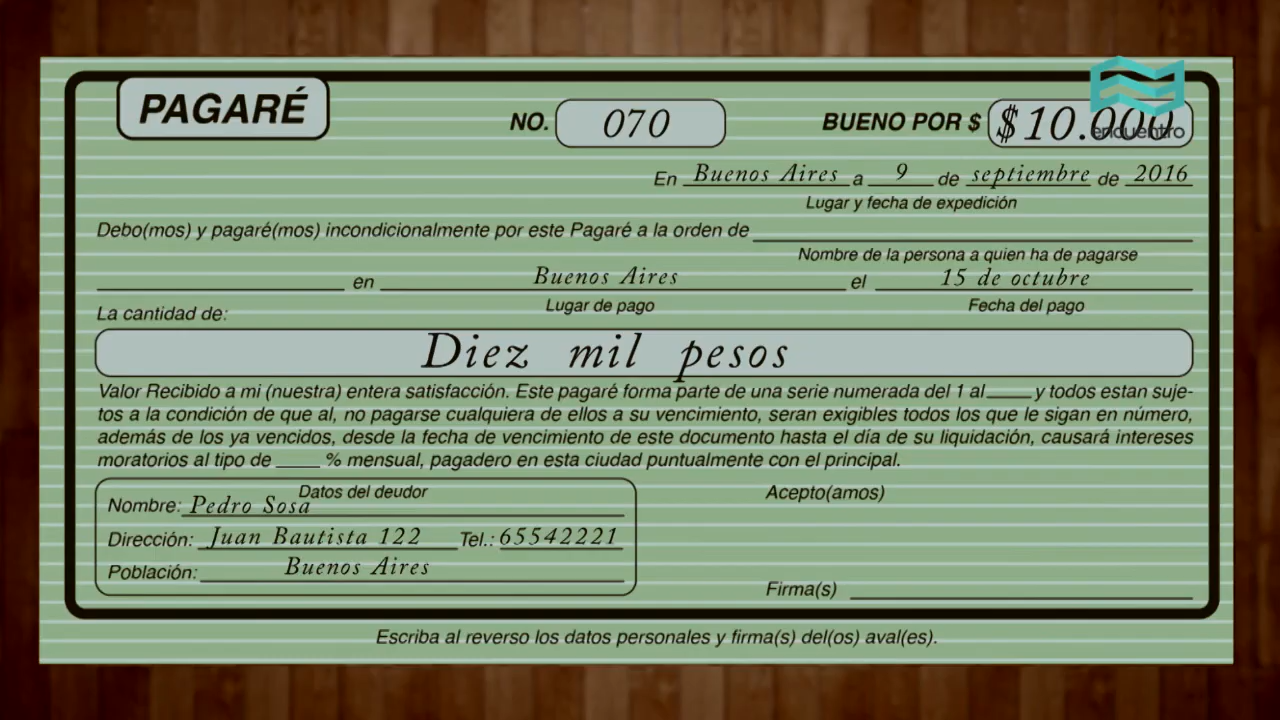 PAGARÉ NO. 070 BUENO POR $ $10.000
encuentro
En Buenos Aires a 9 de septiembre de 2016
Lugar y fecha de expedición
Debo(mos) y pagaré(mos) incondicionalmente por este Pagaré a la orden de
Nombre de la persona a quien ha de pagarse
en Buenos Aires el 15 de octubre
Lugar de pago Fecha del pago
La cantidad de:
Diez mil pesos
Valor Recibido a mi (nuestra) entera satisfacción. Este pagaré forma parte de una serie numerada del 1 al____ y todos estan suje-
tos a la condición de que al, no pagarse cualquiera de ellos a su vencimiento, seran exigibles todos los que le sigan en número,
además de los ya vencidos, desde la fecha de vencimiento de este documento hasta el día de su liquidación, causará intereses
moratorios al tipo de ____ % mensual, pagadero en esta ciudad puntualmente con el principal.
Datos del deudor Acepto(amos)
Nombre: Pedro Sosa
Dirección: Juan Bautista 122 Tel.: 65542221
Población: Buenos Aires
Firma(s)
Escriba al reverso los datos personales y firma(s) del(os) aval(es).